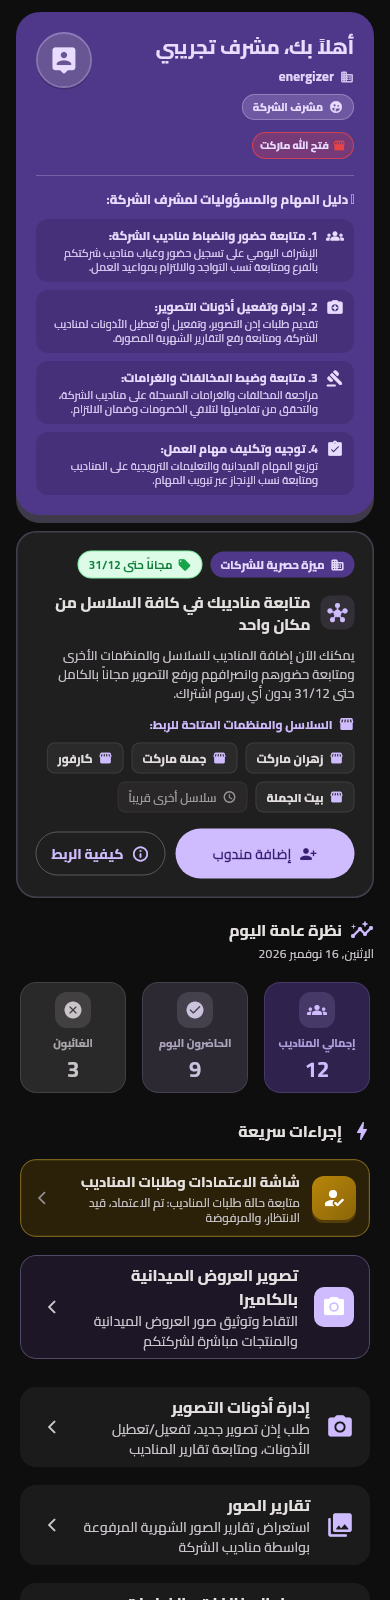 أهلاً بك، مشرف تجريبي
energizer
مشرف الشركة
فتح الله ماركت
دليل المهام والمسؤوليات لمشرف الشركة:
1. متابعة حضور وانضباط مناديب الشركة:
الإشراف اليومي على تسجيل حضور وغياب مناديب شركتكم
بالفرع ومتابعة نسب التواجد والالتزام بمواعيد العمل.
2. إدارة وتفعيل أذونات التصوير:
تقديم طلبات إذن التصوير، وتفعيل أو تعطيل الأذونات لمناديب
الشركة، ومتابعة رفع التقارير الشهرية المصورة.
3. متابعة وضبط المخالفات والغرامات:
مراجعة المخالفات والغرامات المسجلة على مناديب الشركة،
والتحقق من تفاصيلها لتلافي الخصومات وضمان الالتزام.
4. توجيه وتكليف مهام العمل:
توزيع المهام الميدانية والتعليمات الترويجية على المناديب
ومتابعة نسب الإنجاز عبر تبويب المهام.
ميزة حصرية للشركات
مجاناً حتى 31/12
متابعة مناديبك في كافة السلاسل من
مكان واحد
يمكنك الآن إضافة المناديب للسلاسل والمنظمات الأخرى
ومتابعة حضورهم وانصرافهم ورفع التصوير مجاناً بالكامل
حتى 31/12 بدون أي رسوم اشتراك.
السلاسل والمنظمات المتاحة للربط:
زهران ماركت
جملة ماركت
كارفور
بيت الجملة
سلاسل أخرى قريباً
إضافة مندوب
كيفية الربط
نظرة عامة اليوم
الإثنين, 16 نوفمبر 2026
إجمالي المناديب
12
الحاضرون اليوم
9
الغائبون
3
إجراءات سريعة
شاشة الاعتمادات وطلبات المناديب
متابعة حالة طلبات المناديب: تم الاعتماد، قيد
الانتظار، والمرفوضة
تصوير العروض الميدانية
بالكاميرا
التقاط وتوثيق صور العروض الميدانية
والمنتجات مباشرة لشركتكم
إدارة أذونات التصوير
طلب إذن تصوير جديد، تفعيل/تعطيل
الأذونات، ومتابعة تقارير المناديب
تقارير الصور
استعراض تقارير الصور الشهرية المرفوعة
بواسطة مناديب الشركة